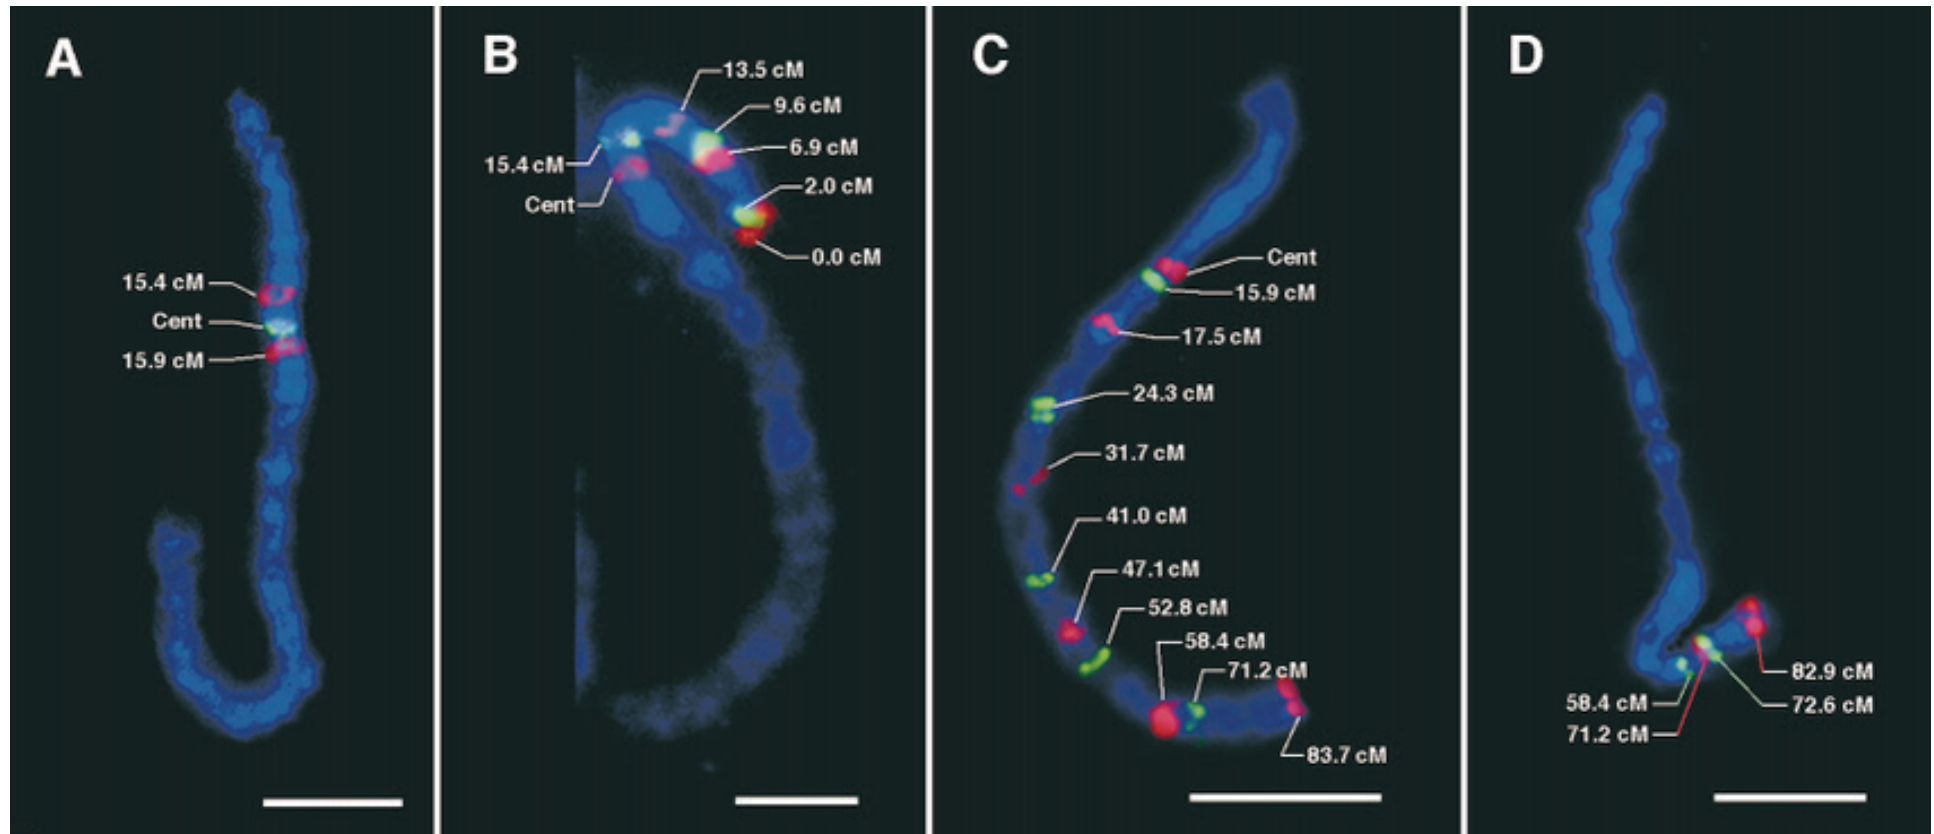 A
15.4 cM
Cent
15.9 cM
B
13.5 cM
9.6 cM
6.9 cM
2.0 cM
0.0 cM
15.4 cM
Cent
C
Cent
15.9 cM
17.5 cM
24.3 cM
31.7 cM
41.0 cM
47.1 cM
52.8 cM
58.4 cM
71.2 cM
83.7 cM
D
82.9 cM
58.4 cM
72.6 cM
71.2 cM